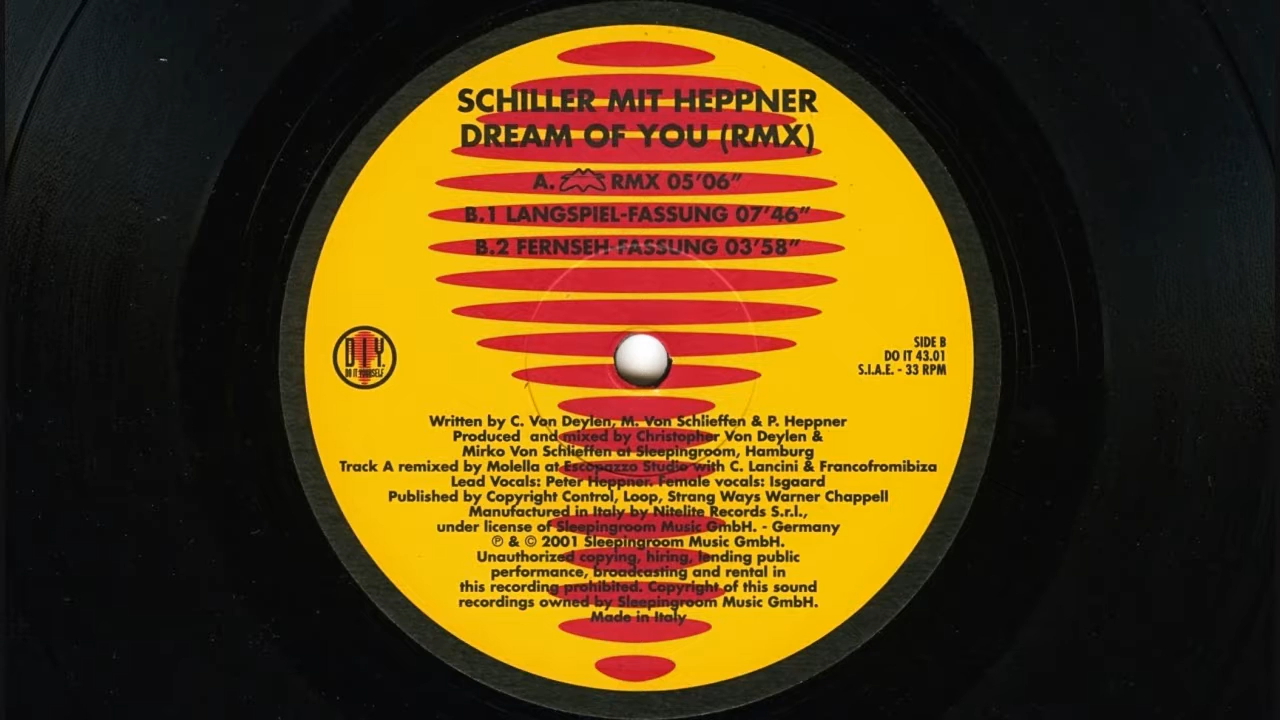 SCHILLER MIT HEPPNER
DREAM OF YOU (RMX)
A. RMX 05'06"
B.1 LANGSPIEL-FASSUNG 07'46"
B.2 FERNSEH-FASSUNG 03'58"
D.I.Y.
DO IT YOURSELF
SIDE B
DO IT 43.01
S.I.A.E. - 33 RPM
Written by C. Von Deylen, M. Von Schlieffen & P. Heppner
Produced and mixed by Christopher Von Deylen &
Mirko Von Schlieffen at Sleepingroom, Hamburg
Track A remixed by Molella at Escopazzo Studio with C. Lancini & Francofromibiza
Lead Vocals: Peter Heppner. Female vocals: Isgaard
Published by Copyright Control, Loop, Strang Ways Warner Chappell
Manufactured in Italy by Nitelite Records S.r.l.,
under license of Sleepingroom Music GmbH. - Germany
℗ & © 2001 Sleepingroom Music GmbH.
Unauthorized copying, hiring, lending public
performance, broadcasting and rental in
this recording prohibited. Copyright of this sound
recordings owned by Sleepingroom Music GmbH.
Made in Italy